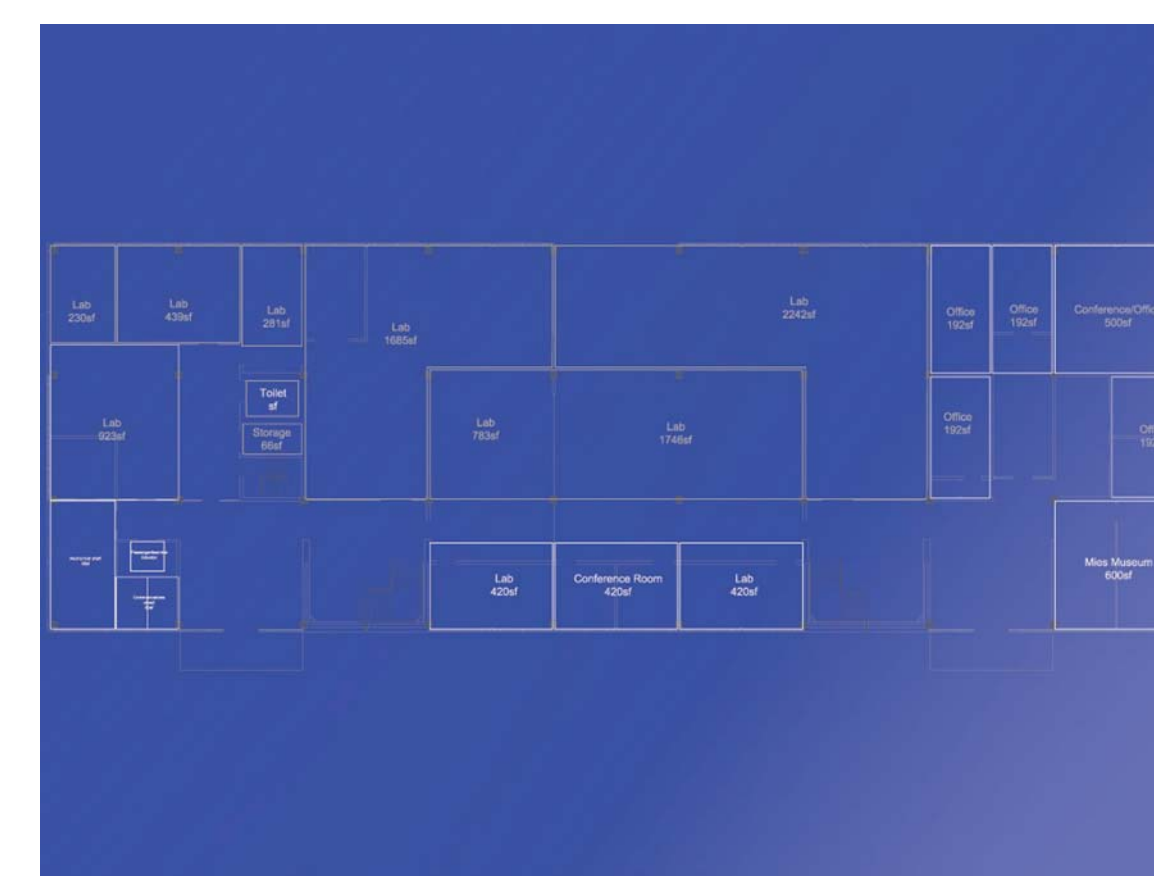 Lab
230sf
Lab
439sf
Lab
281sf
Lab
1685sf
Lab
2242sf
Office
192sf
Office
192sf
Conference/Offic
500sf
Lab
923sf
Toilet
sf
Storage
66sf
Lab
783sf
Lab
1746sf
Office
192sf
Off
192
Lab
420sf
Conference Room
420sf
Lab
420sf
Mies Museum
600sf